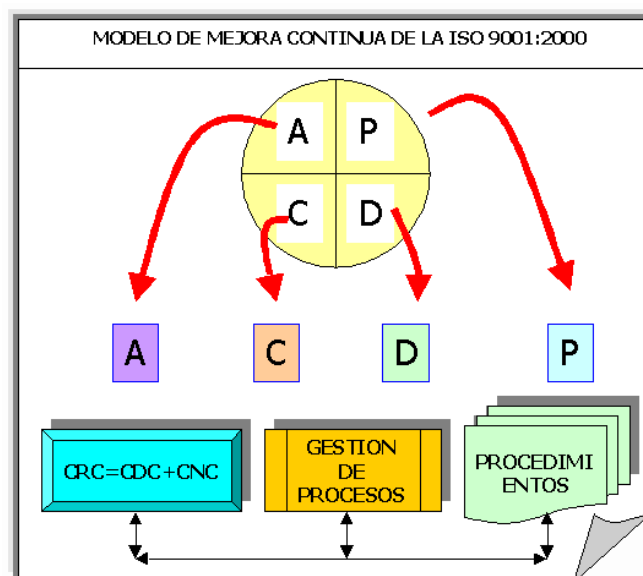 MODELO DE MEJORA CONTINUA DE LA ISO 9001:2000
A P
C D
A C D P
CRC=CDC+CNC
GESTION
DE
PROCESOS
PROCEDIMI
ENTOS